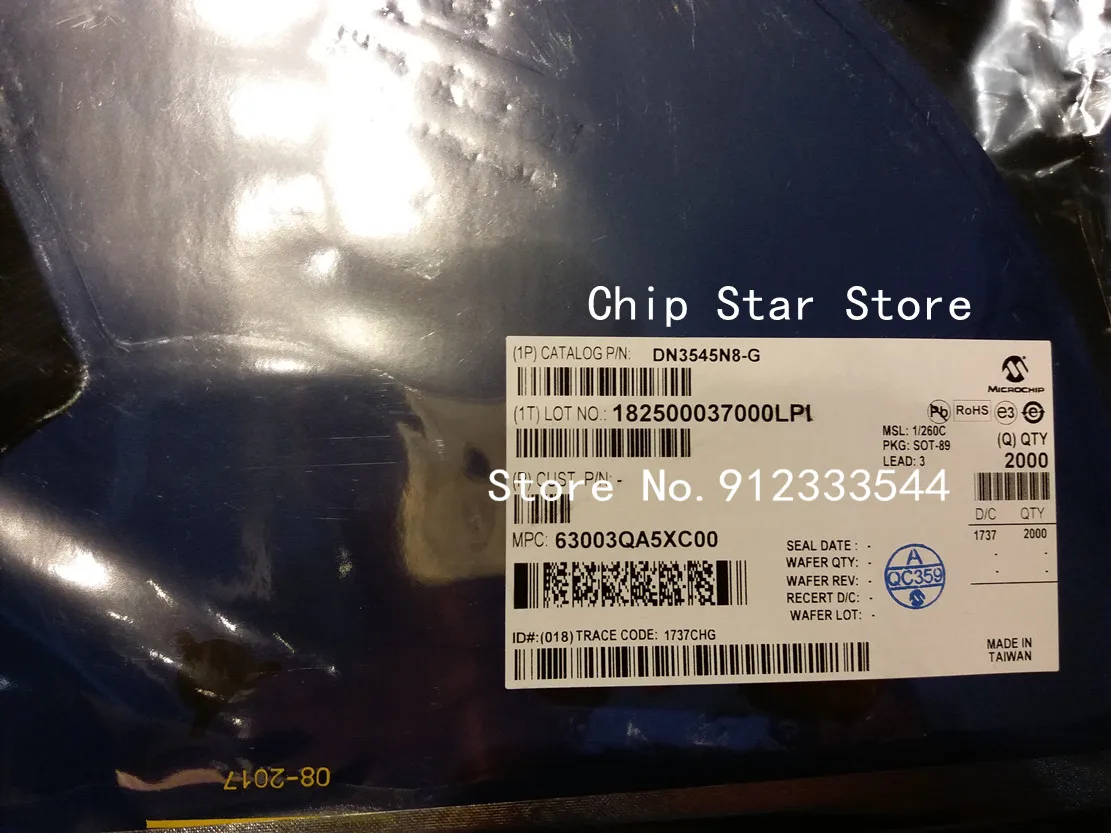 Chip Star Store
(1P) CATALOG P/N: DN3545N8-G
MICROCHIP
(1T) LOT NO.: 182500037000LPI
Pb RoHS e3 e
MSL: 1/260C
PKG: SOT-89
LEAD: 3
(Q) QTY
2000
(P) CUST. P/N: -
Store No.912333544
D/C QTY
1737 2000
- -
- -
MPC: 63003QA5XC00
SEAL DATE : -
WAFER QTY: -
WAFER REV: -
RECERT D/C: -
WAFER LOT: -
A
QC359
ID#:(018) TRACE CODE: 1737CHG
MADE IN
TAIWAN
08-2017